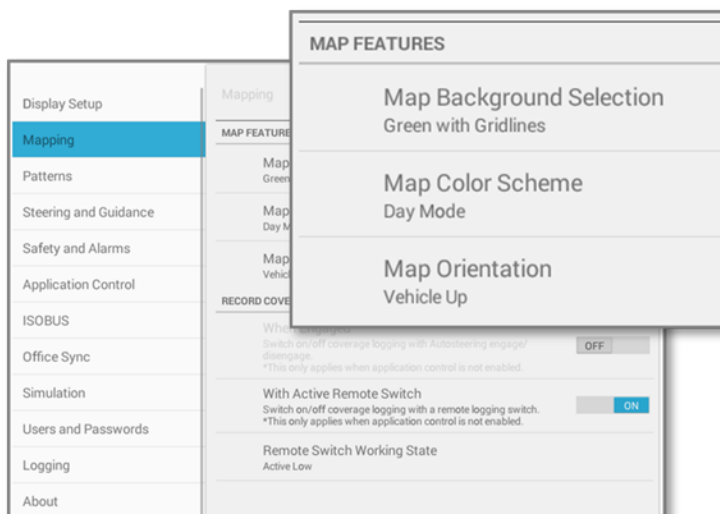 MAP FEATURES
Map Background Selection
Green with Gridlines
Map Color Scheme
Day Mode
Map Orientation
Vehicle Up
Display Setup
Mapping
Patterns
Steering and Guidance
Safety and Alarms
Application Control
ISOBUS
Office Sync
Simulation
Users and Passwords
Logging
About
Mapping
MAP FEATURE
Map
Green
Map
Day M
Map
Vehicl
RECORD COVE
When Engaged
Switch on/off coverage logging with Autosteering engage/
disengage.
*This only applies when application control is not enabled.
OFF
With Active Remote Switch
Switch on/off coverage logging with a remote logging switch.
*This only applies when application control is not enabled.
ON
Remote Switch Working State
Active Low